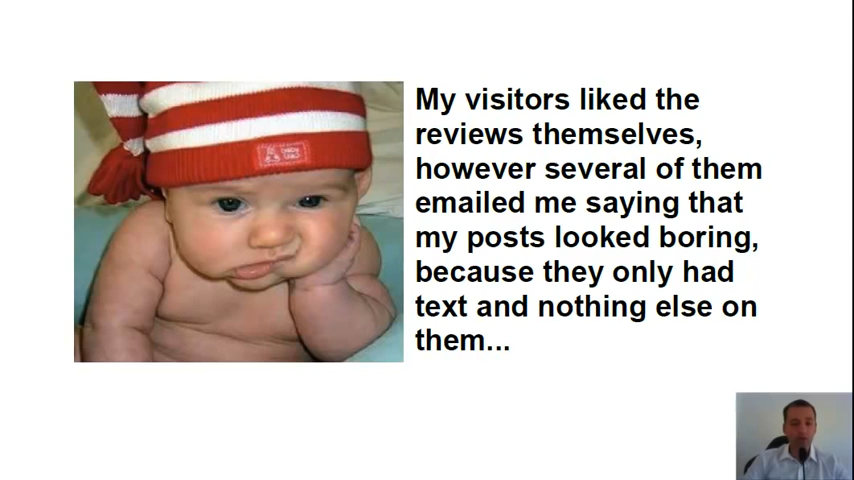 My visitors liked the
reviews themselves,
however several of them
emailed me saying that
my posts looked boring,
because they only had
text and nothing else on
them...